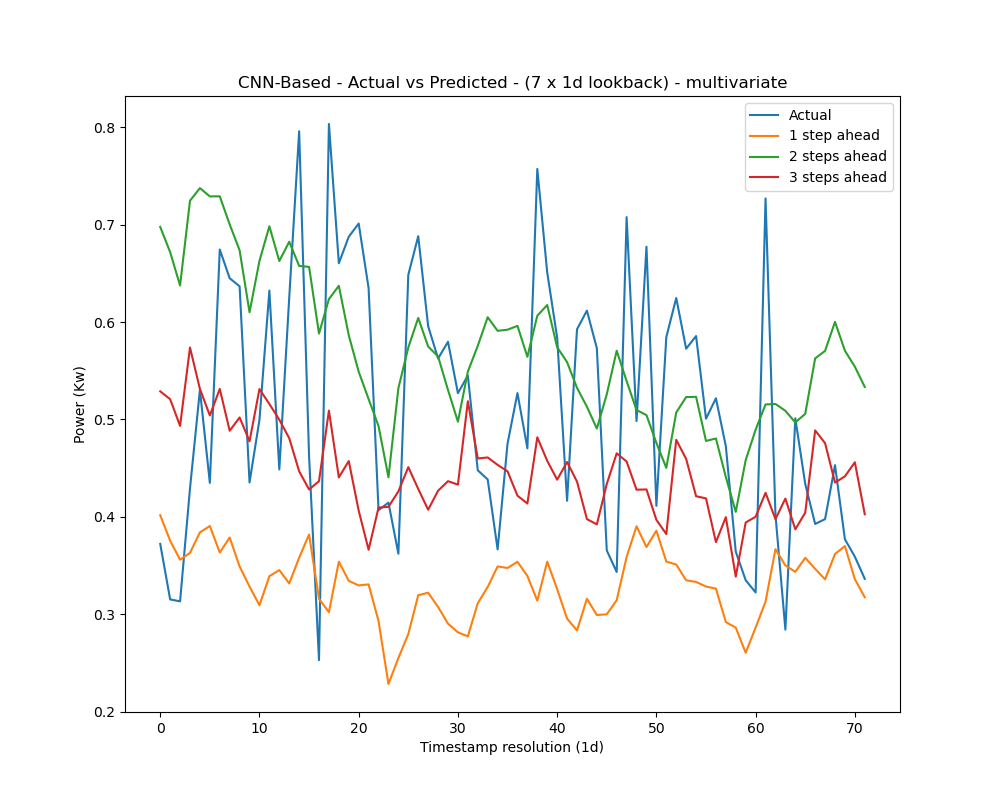 CNN-Based - Actual vs Predicted - (7 x 1d lookback) - multivariate
Actual
1 step ahead
2 steps ahead
3 steps ahead
Power (Kw)
0.8
0.7
0.6
0.5
0.4
0.3
0.2
0 10 20 30 40 50 60 70
Timestamp resolution (1d)